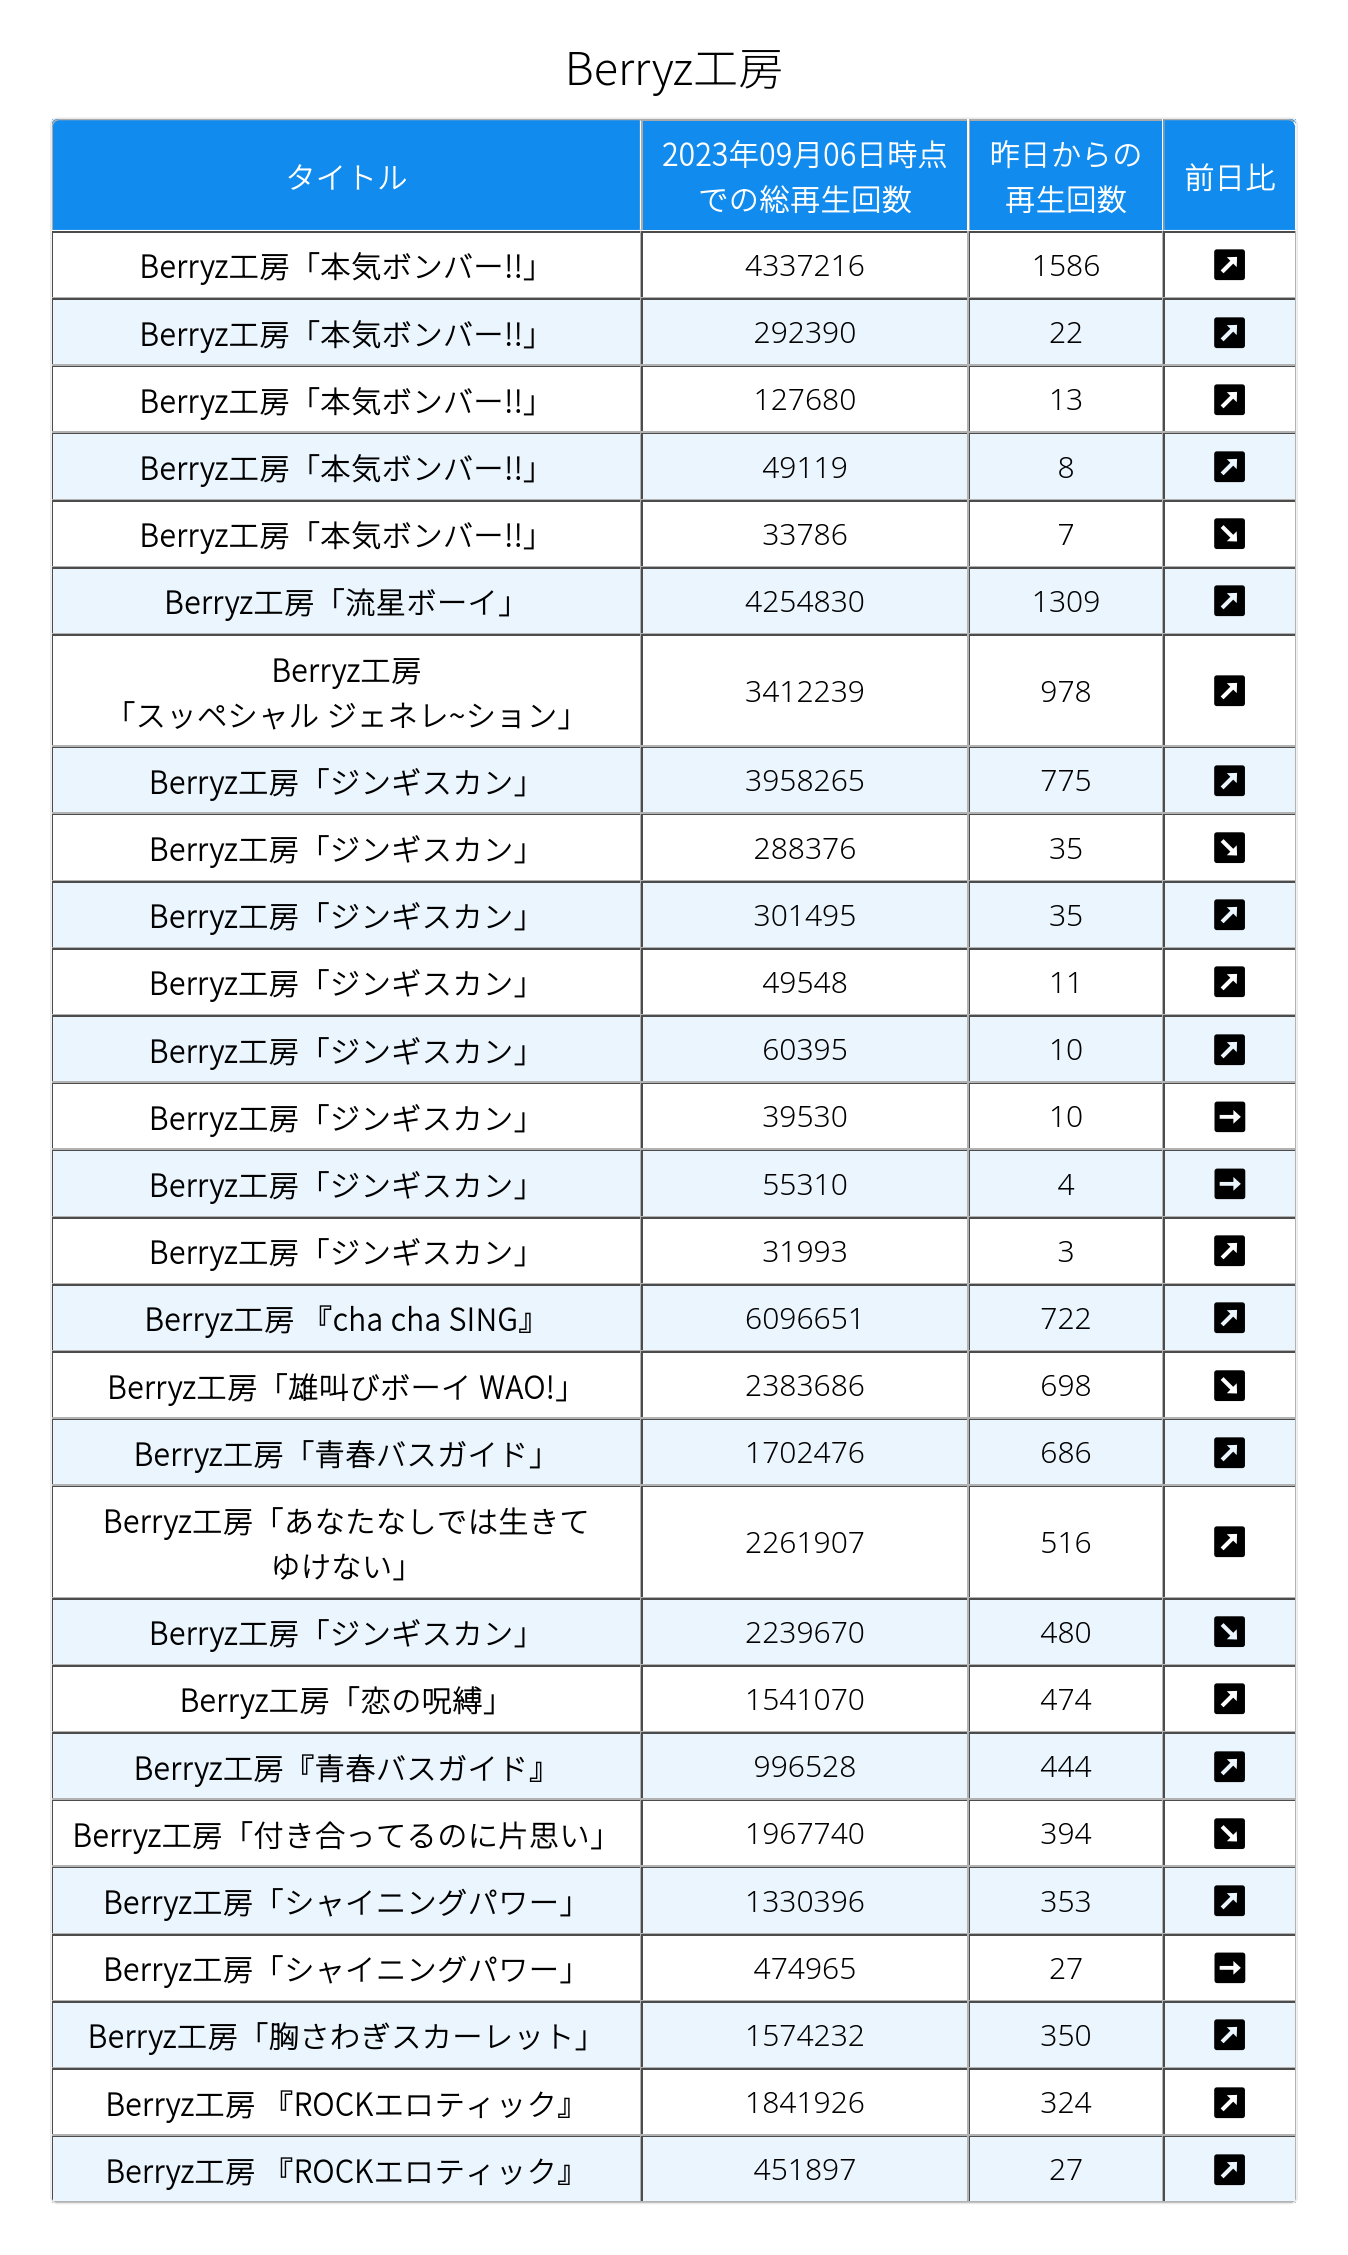 Berryz工房
タイトル
2023年09月06日時点
での総再生回数
昨日からの
再生回数
前日比
Berryz工房「本気ボンバー!!」 4337216 1586
Berryz工房「本気ボンバー!!」 292390 22
Berryz工房「本気ボンバー!!」 127680 13
Berryz工房「本気ボンバー!!」 49119 8
Berryz工房「本気ボンバー!!」 33786 7
Berryz工房「流星ボーイ」 4254830 1309
Berryz工房
「スッペシャル ジェネレ~ション」 3412239 978
Berryz工房「ジンギスカン」 3958265 775
Berryz工房「ジンギスカン」 288376 35
Berryz工房「ジンギスカン」 301495 35
Berryz工房「ジンギスカン」 49548 11
Berryz工房「ジンギスカン」 60395 10
Berryz工房「ジンギスカン」 39530 10
Berryz工房「ジンギスカン」 55310 4
Berryz工房「ジンギスカン」 31993 3
Berryz工房 『cha cha SING』 6096651 722
Berryz工房「雄叫びボーイ WAO!」 2383686 698
Berryz工房「青春バスガイド」 1702476 686
Berryz工房「あなたなしでは生きて
ゆけない」 2261907 516
Berryz工房「ジンギスカン」 2239670 480
Berryz工房「恋の呪縛」 1541070 474
Berryz工房『青春バスガイド』 996528 444
Berryz工房「付き合ってるのに片思い」 1967740 394
Berryz工房「シャイニングパワー」 1330396 353
Berryz工房「シャイニングパワー」 474965 27
Berryz工房「胸さわぎスカーレット」 1574232 350
Berryz工房 『ROCKエロティック』 1841926 324
Berryz工房 『ROCKエロティック』 451897 27